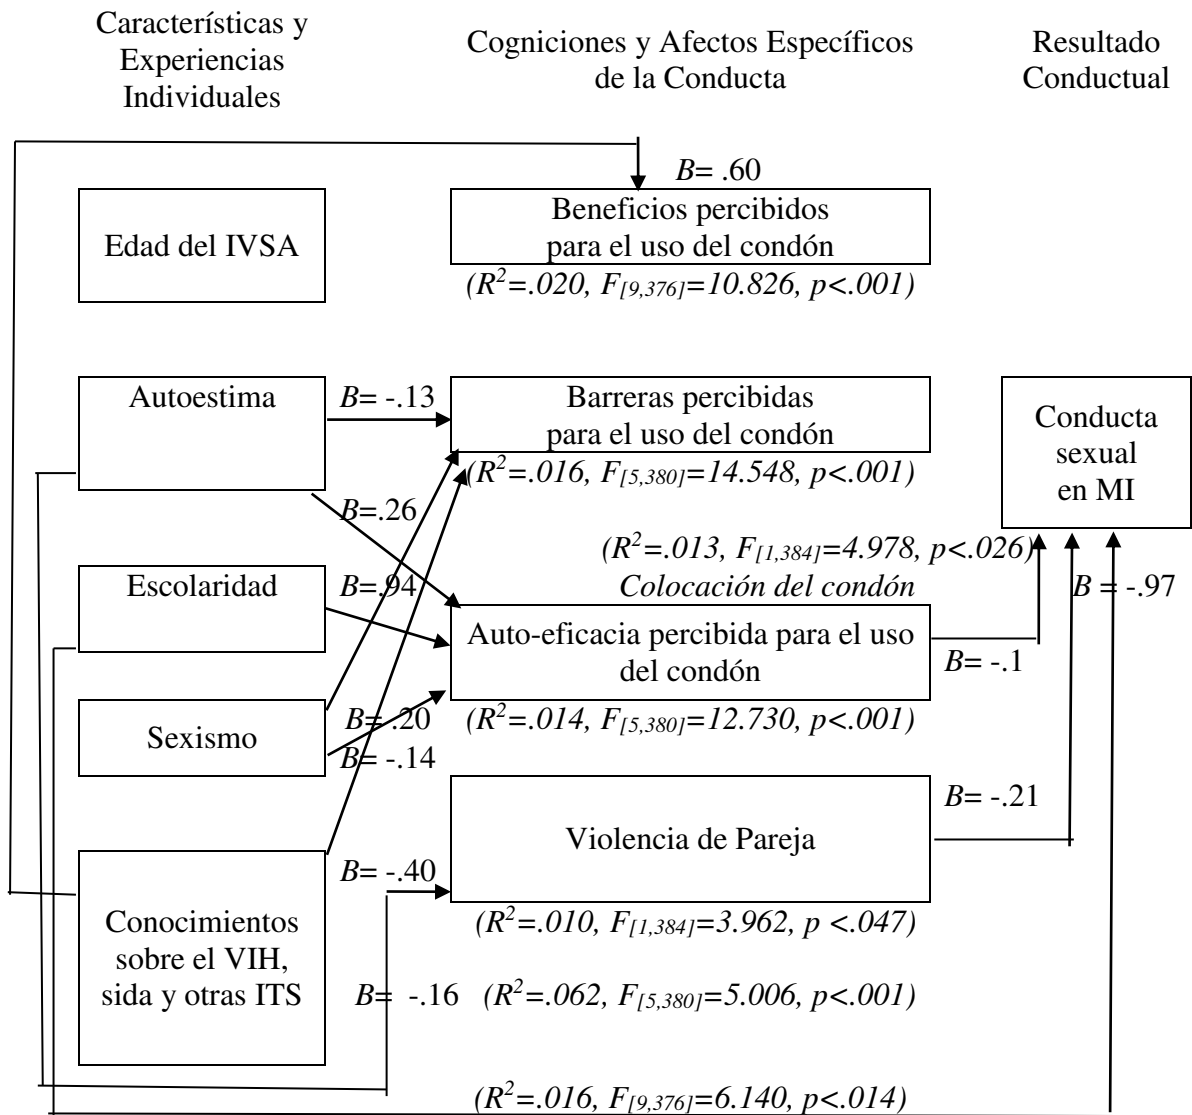 Características y
Experiencias
Individuales
Cogniciones y Afectos Específicos
de la Conducta
Resultado
Conductual
B= .60
Edad del IVSA
Beneficios percibidos
para el uso del condón
(R²=.020, F[9,376]=10.826, p<.001)
Autoestima
B= -.13
Barreras percibidas
para el uso del condón
(R²=.016, F[5,380]=14.548, p<.001)
Conducta
sexual
en MI
B=.26
(R²=.013, F[1,384]=4.978, p<.026)
Colocación del condón
Escolaridad
B=.94
B = -.97
Auto-eficacia percibida para el uso
del condón
B= -.1
(R²=.014, F[5,380]=12.730, p<.001)
Sexismo
B= .20
B= -.14
Violencia de Pareja
B= -.21
B= -.40
(R²=.010, F[1,384]=3.962, p <.047)
Conocimientos
sobre el VIH,
sida y otras ITS
B= -.16
(R²=.062, F[5,380]=5.006, p<.001)
(R²=.016, F[9,376]=6.140, p<.014)